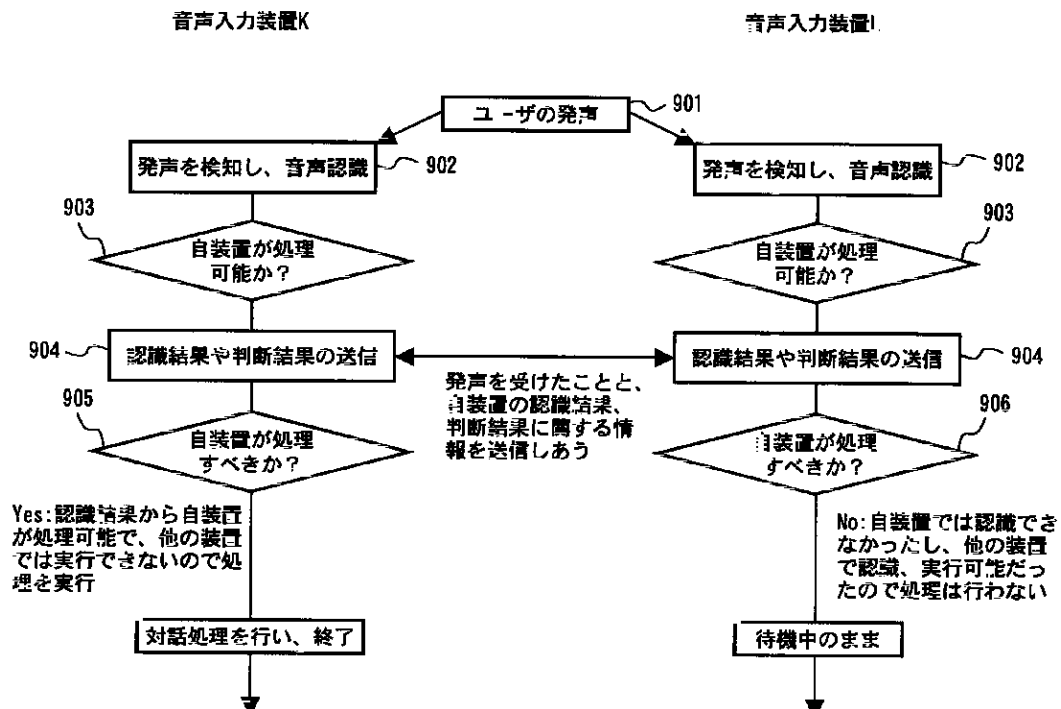 音声入力装置K
音声入力装置L
ユーザの発声
901
発声を検知し、音声認識
902
発声を検知し、音声認識
902
903
自装置が処理
可能か？
903
自装置が処理
可能か？
904
認識結果や判断結果の送信
認識結果や判断結果の送信
904
発声を受けたことと、
自装置の認識結果、
判断結果に関する情
報を送信しあう
905
自装置が処理
すべきか？
906
自装置が処理
すべきか？
Yes:認識結果から自装置
が処理可能で、他の装置
では実行できないので処
理を実行
No:自装置では認識でき
なかったし、他の装置
で認識、実行可能だっ
たので処理は行わない
対話処理を行い、終了
待機中のまま